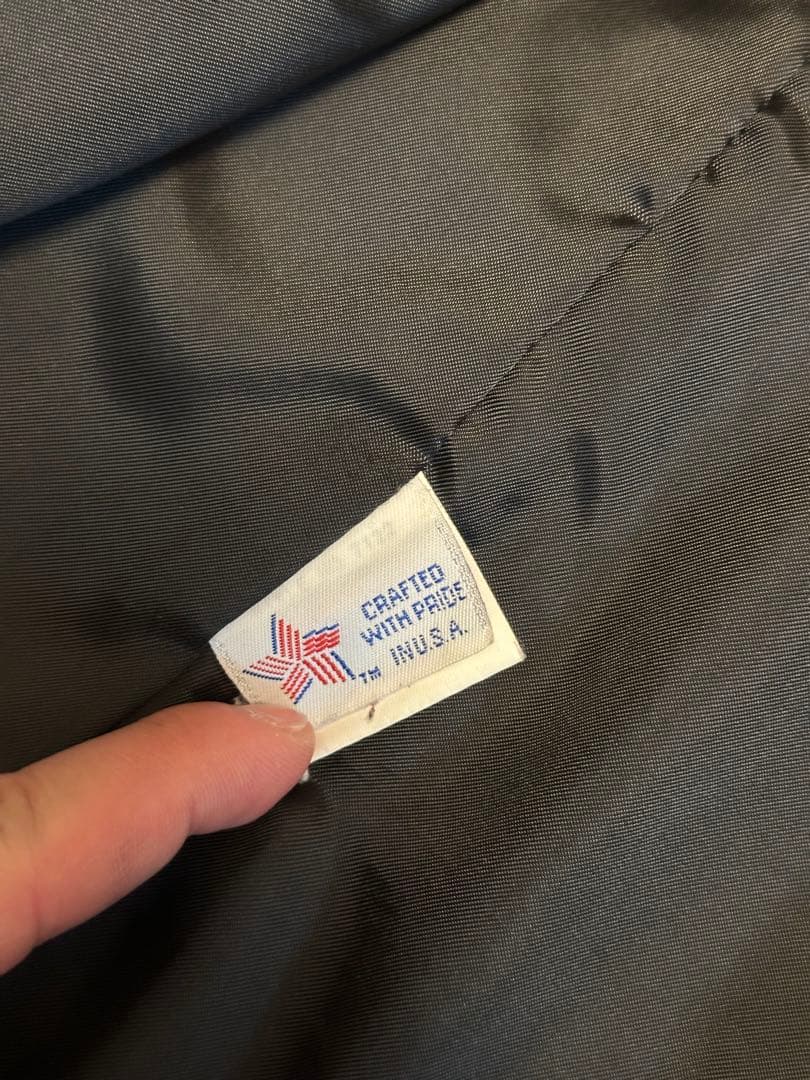 CRAFTED
WITH PRIDE
IN U.S.A.
TM